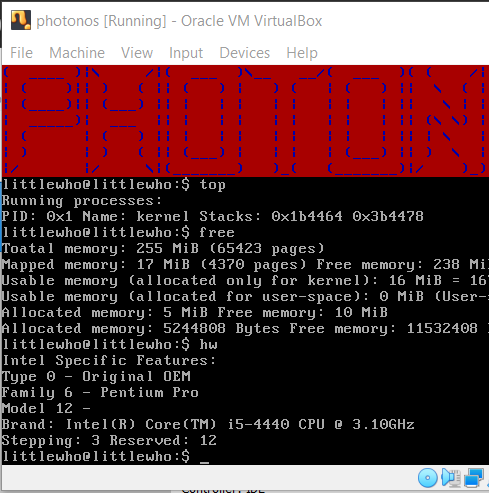 photonos [Running] - Oracle VM VirtualBox
File Machine View Input Devices Help
littlewho@littlewho:$ top
Running processes:
PID: 0x1 Name: kernel Stacks: 0x1b4464 0x3b4478
littlewho@littlewho:$ free
Toatal memory: 255 MiB (65423 pages)
Mapped memory: 17 MiB (4370 pages) Free memory: 238 Mi
Usable memory (allocated only for kernel): 16 MiB = 16
Usable memory (allocated for user-space): 0 MiB (User-
Allocated memory: 5 MiB Free memory: 10 MiB
Allocated memory: 5244808 Bytes Free memory: 11532408
littlewho@littlewho:$ hw
Intel Specific Features:
Type 0 - Original OEM
Family 6 - Pentium Pro
Model 12 -
Brand: Intel(R) Core(TM) i5-4440 CPU @ 3.10GHz
Stepping: 3 Reserved: 12
littlewho@littlewho:$ _